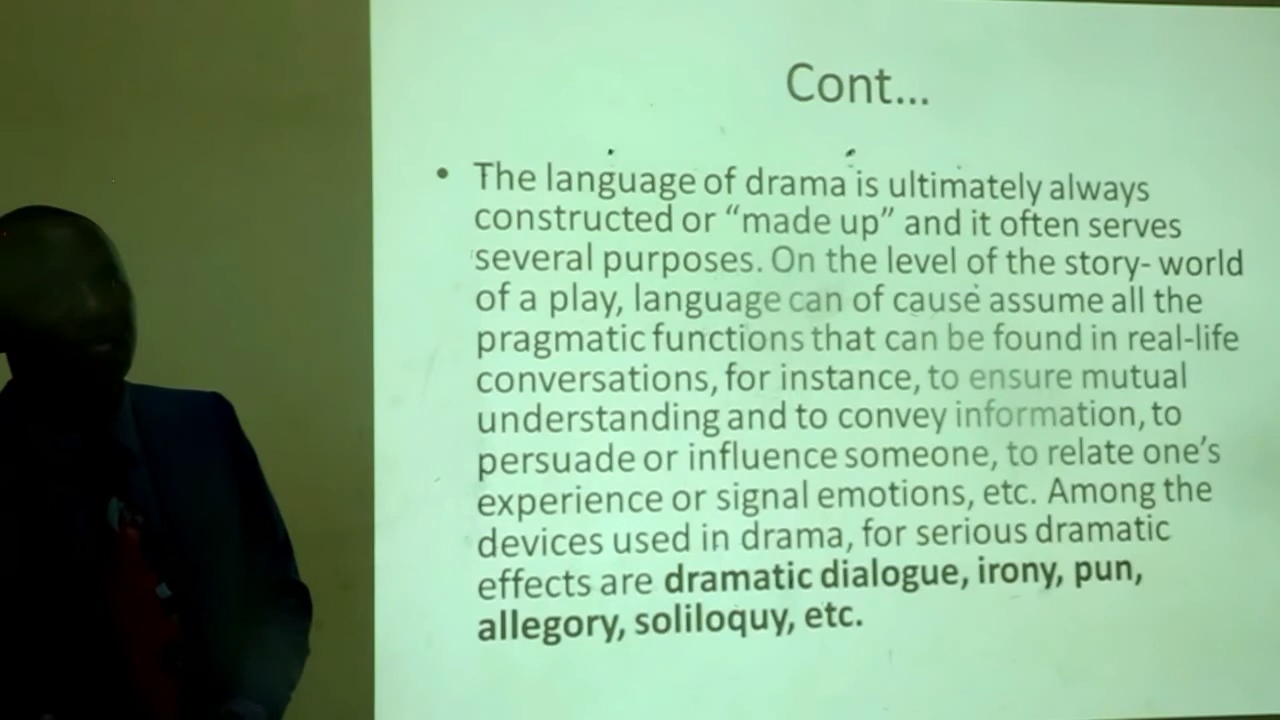 Cont...
• The language of drama is ultimately always
constructed or “made up” and it often serves
several purposes. On the level of the story- world
of a play, language can of cause assume all the
pragmatic functions that can be found in real-life
conversations, for instance, to ensure mutual
understanding and to convey information, to
persuade or influence someone, to relate one’s
experience or signal emotions, etc. Among the
devices used in drama, for serious dramatic
effects are dramatic dialogue, irony, pun,
allegory, soliloquy, etc.